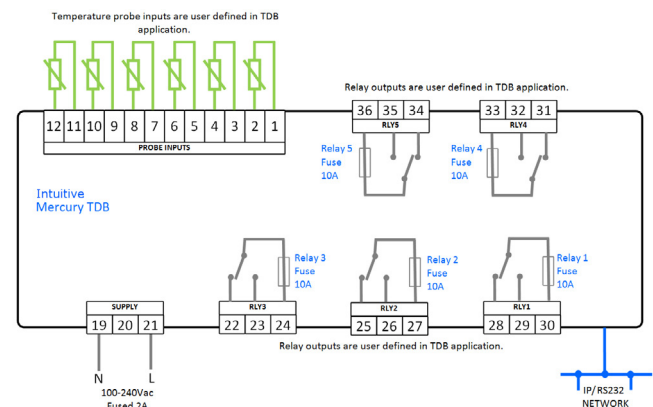 Temperature probe inputs are user defined in TDB
application.
Relay outputs are user defined in TDB application.
12 11 10 9 8 7 6 5 4 3 2 1
PROBE INPUTS
36 35 34
RLY5
33 32 31
RLY4
Relay 5
Fuse
10A
Relay 4
Fuse
10A
Intuitive
Mercury TDB
Relay 3
Fuse
10A
Relay 2
Fuse
10A
Relay 1
Fuse
10A
SUPPLY
19 20 21
RLY3
22 23 24
RLY2
25 26 27
RLY1
28 29 30
Relay outputs are user defined in TDB application.
N L
100-240Vac
Fused 2A
IP/RS232
NETWORK